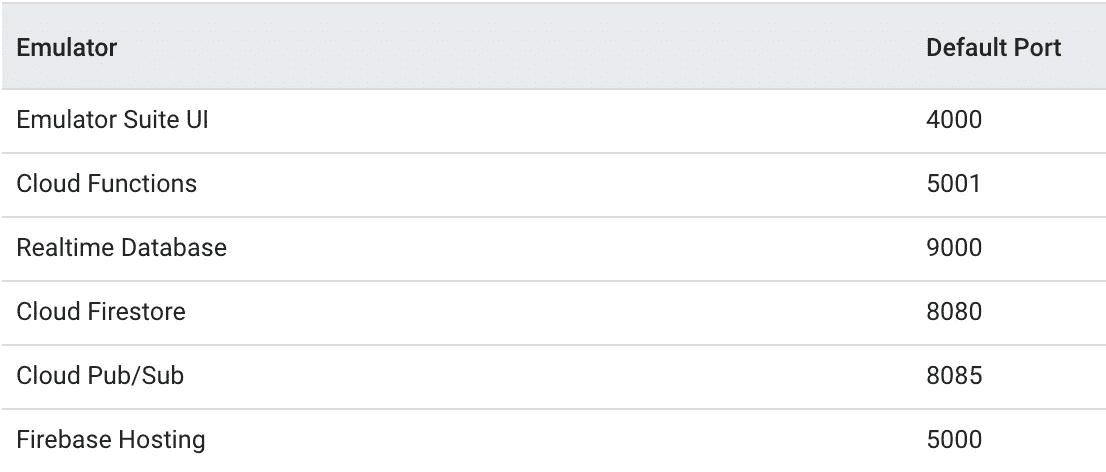 Emulator Default Port
Emulator Suite UI 4000
Cloud Functions 5001
Realtime Database 9000
Cloud Firestore 8080
Cloud Pub/Sub 8085
Firebase Hosting 5000